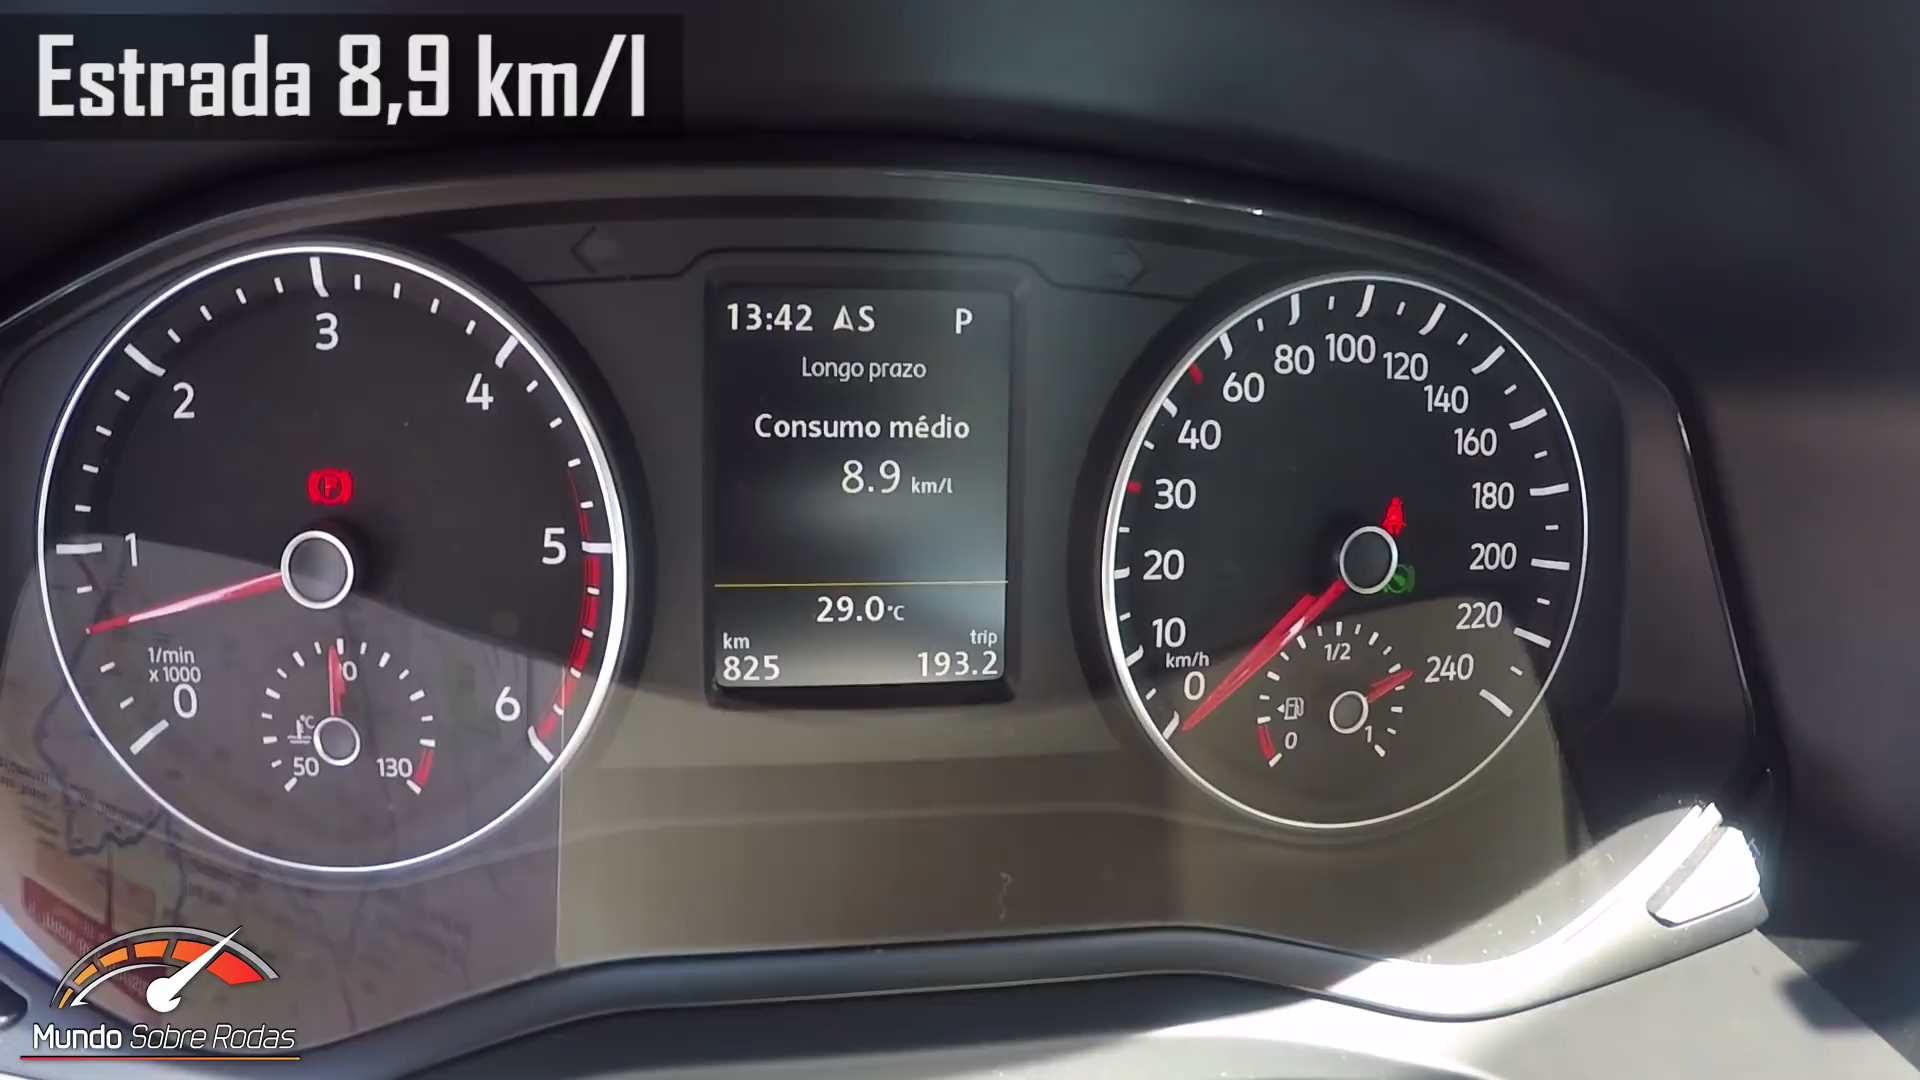 Estrada 8,9 km/l
1
2
3
4
5
6
0
1/min
x 1000
50
90
130
°C
13:42 S P
Longo prazo
Consumo médio
8.9 km/l
29.0°C
km trip
825 193.2
0
10
20
30
40
60
80
100
120
140
160
180
200
220
240
km/h
0
1/2
1
Mundo Sobre Rodas